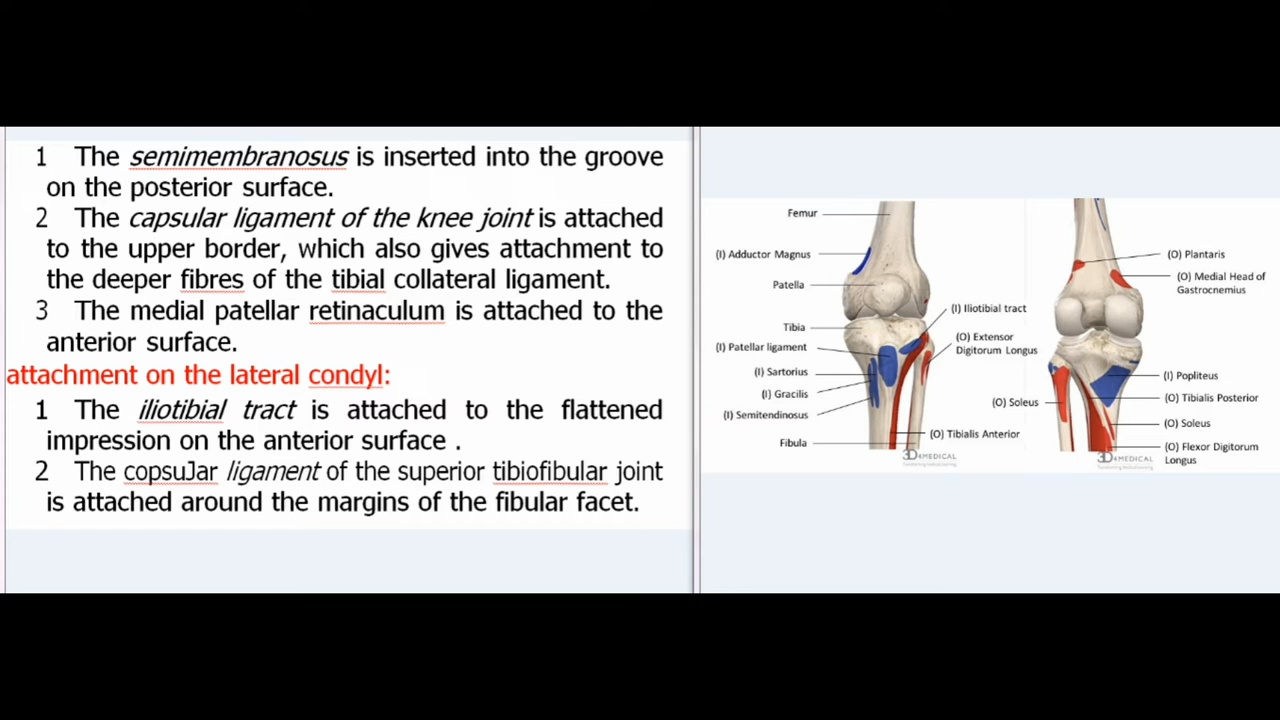 1 The semimembranosus is inserted into the groove
on the posterior surface.
2 The capsular ligament of the knee joint is attached
to the upper border, which also gives attachment to
the deeper fibres of the tibial collateral ligament.
3 The medial patellar retinaculum is attached to the
anterior surface.
attachment on the lateral condyl:
1 The iliotibial tract is attached to the flattened
impression on the anterior surface .
2 The copsular ligament of the superior tibiofibular joint
is attached around the margins of the fibular facet.
Femur
(I) Adductor Magnus
Patella
Tibia
(I) Patellar ligament
(I) Sartorius
(I) Gracilis
(I) Semitendinosus
Fibula
(I) Iliotibial tract
(O) Extensor
Digitorum Longus
(O) Tibialis Anterior
3D4MEDICAL
(O) Plantaris
(O) Medial Head of
Gastrocnemius
(I) Popliteus
(O) Tibialis Posterior
(O) Soleus
(O) Soleus
(O) Flexor Digitorum
Longus
3D4MEDICAL